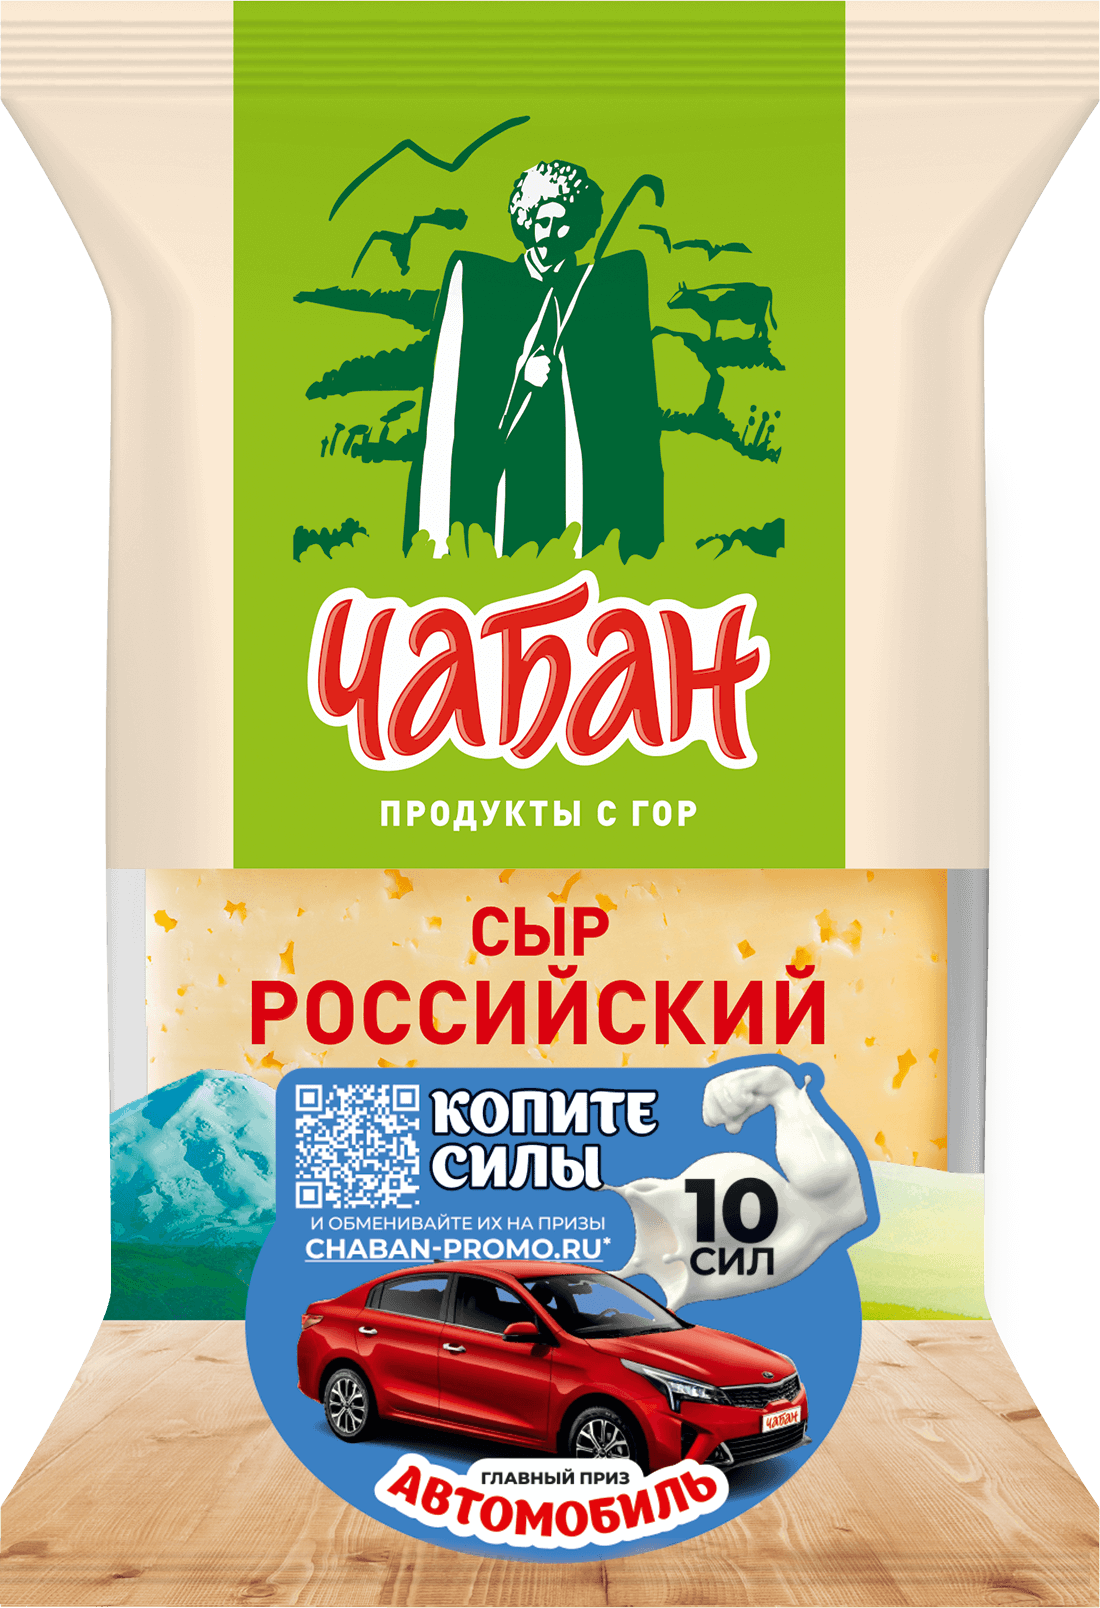 Чабан
ПРОДУКТЫ С ГОР
СЫР
РОССИЙСКИЙ
КОПИТЕ
СИЛЫ
И ОБМЕНИВАЙТЕ ИХ НА ПРИЗЫ
CHABAN-PROMO.RU*
10
СИЛ
Чабан
ГЛАВНЫЙ ПРИЗ
АВТОМОБИЛЬ